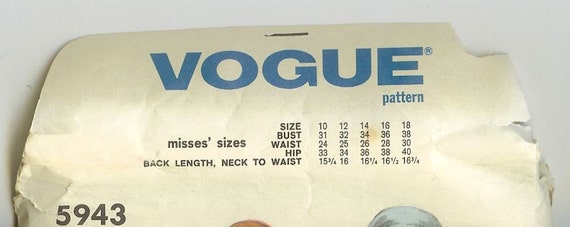 VOGUE®
pattern
misses' sizes
SIZE 10 12 14 16 18
BUST 31 32 34 36 38
WAIST 24 25 26 28 30
HIP 33 34 36 38 40
BACK LENGTH, NECK TO WAIST 15¾ 16 16¼ 16½ 16¾
5943